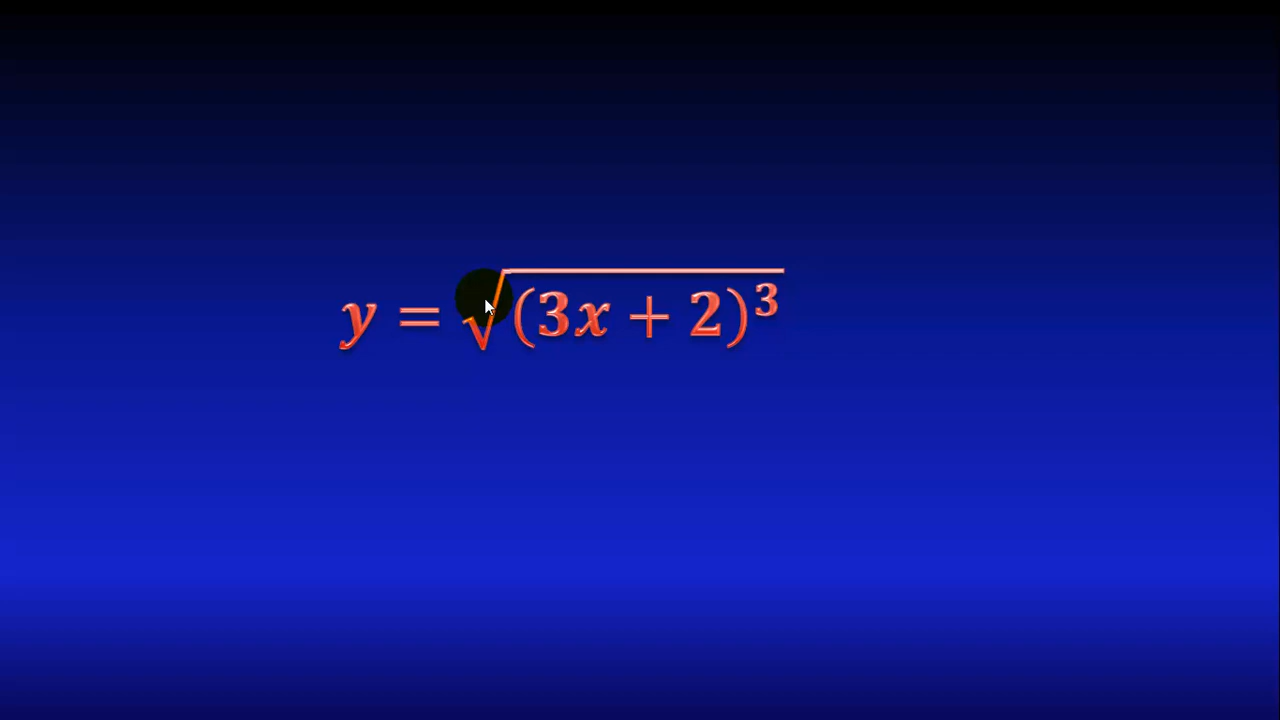 y = √(3x + 2)³